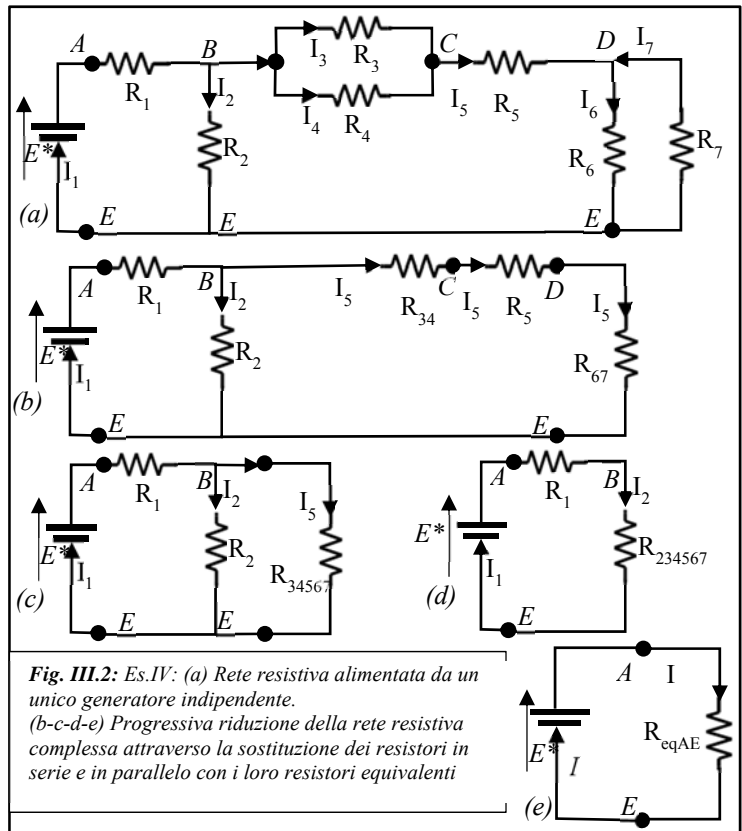 A B I₃ R₃ C D I₇
R₁ I₂ I₄ R₄ I₅ R₅ I₆
E* I₁ R₂ R₆ R₇
(a) E E E
A R₁ B I₂ I₅ R₃₄ C I₅ R₅ D I₅
E* I₁ R₂ R₆₇
(b) E E
A R₁ B I₂ I₅
E* I₁ R₂ R₃₄₅₆₇
(c) E E
A R₁ B I₂
E* I₁ R₂₃₄₅₆₇
(d) E
Fig. III.2: Es.IV: (a) Rete resistiva alimentata da un
unico generatore indipendente.
(b-c-d-e) Progressiva riduzione della rete resistiva
complessa attraverso la sostituzione dei resistori in
serie e in parallelo con i loro resistori equivalenti
A I
E* I R_eqAE
(e) E